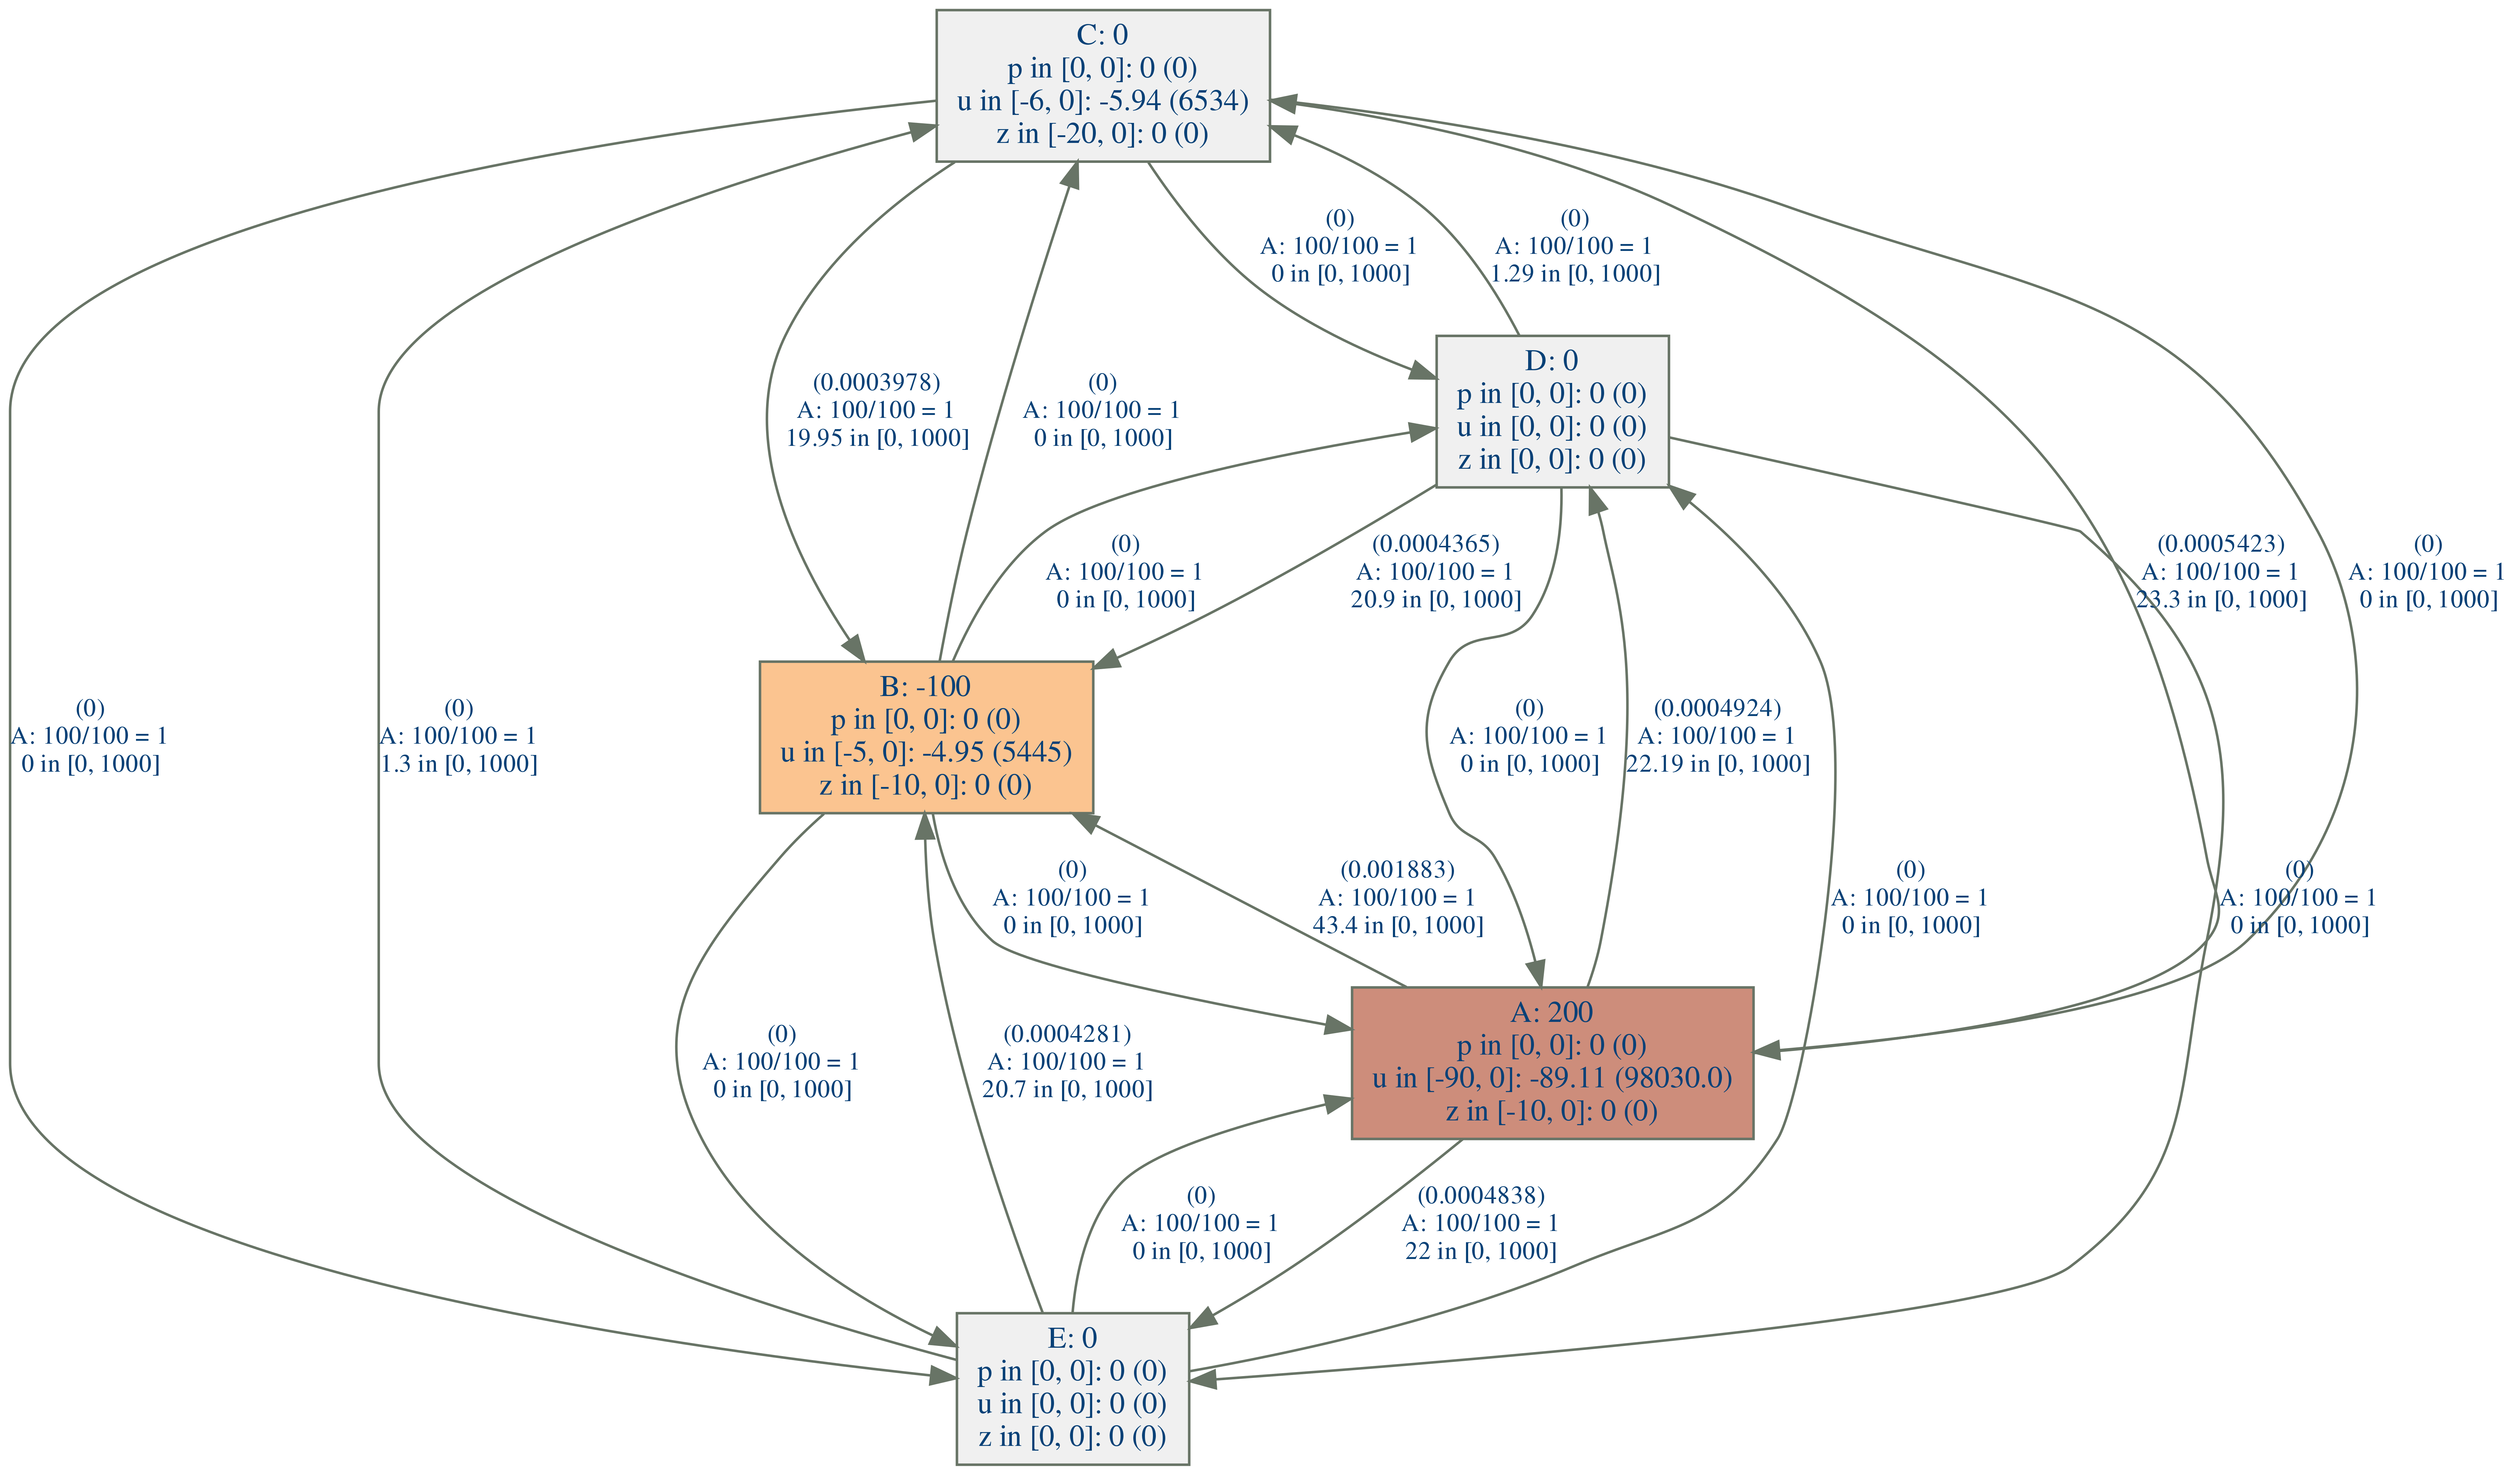 C: 0
p in [0, 0]: 0 (0)
u in [-6, 0]: -5.94 (6534)
z in [-20, 0]: 0 (0)
(0)
A: 100/100 = 1
0 in [0, 1000]
(0)
A: 100/100 = 1
1.29 in [0, 1000]
D: 0
p in [0, 0]: 0 (0)
u in [0, 0]: 0 (0)
z in [0, 0]: 0 (0)
(0.0003978)
A: 100/100 = 1
19.95 in [0, 1000]
(0)
A: 100/100 = 1
0 in [0, 1000]
(0)
A: 100/100 = 1
0 in [0, 1000]
(0.0004365)
A: 100/100 = 1
20.9 in [0, 1000]
(0.0005423)
A: 100/100 = 1
23.3 in [0, 1000]
(0)
A: 100/100 = 1
0 in [0, 1000]
(0)
A: 100/100 = 1
0 in [0, 1000]
(0)
A: 100/100 = 1
1.3 in [0, 1000]
B: -100
p in [0, 0]: 0 (0)
u in [-5, 0]: -4.95 (5445)
z in [-10, 0]: 0 (0)
(0)
A: 100/100 = 1
0 in [0, 1000]
(0.0004924)
A: 100/100 = 1
22.19 in [0, 1000]
(0)
A: 100/100 = 1
0 in [0, 1000]
(0.001883)
A: 100/100 = 1
43.4 in [0, 1000]
(0)
A: 100/100 = 1
0 in [0, 1000]
(0)
A: 100/100 = 1
0 in [0, 1000]
(0)
A: 100/100 = 1
0 in [0, 1000]
(0.0004281)
A: 100/100 = 1
20.7 in [0, 1000]
A: 200
p in [0, 0]: 0 (0)
u in [-90, 0]: -89.11 (98030.0)
z in [-10, 0]: 0 (0)
(0)
A: 100/100 = 1
0 in [0, 1000]
(0.0004838)
A: 100/100 = 1
22 in [0, 1000]
E: 0
p in [0, 0]: 0 (0)
u in [0, 0]: 0 (0)
z in [0, 0]: 0 (0)